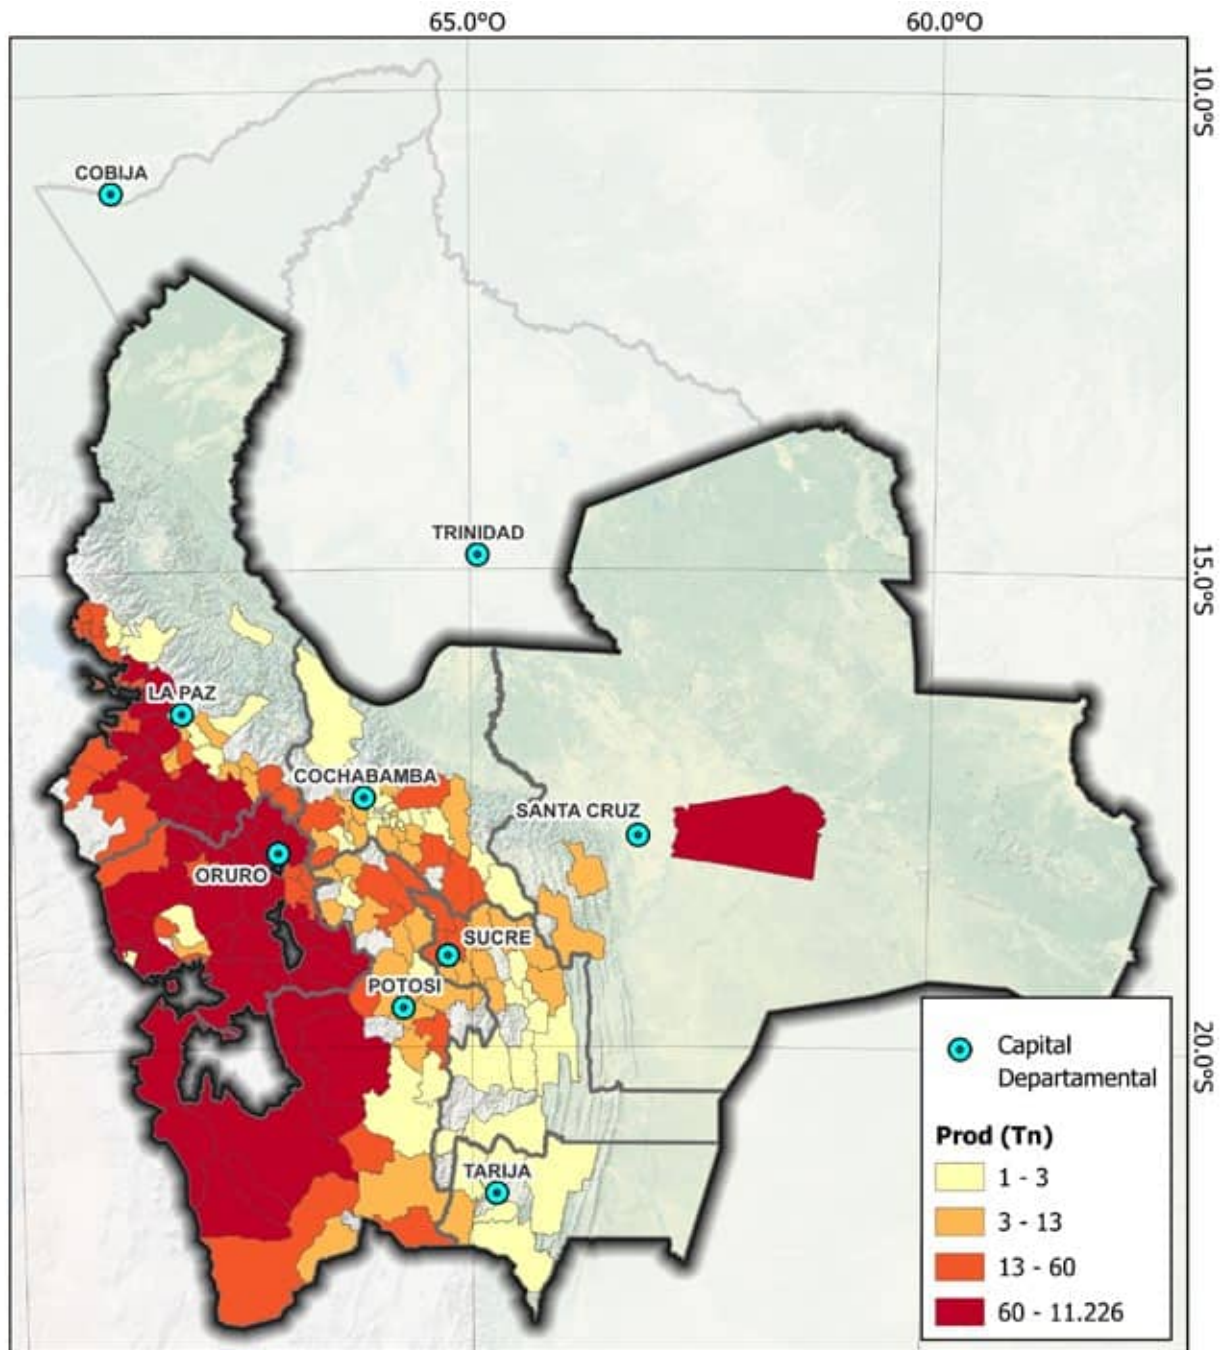 65.0ºO
60.0ºO
10.0ºS
COBIJA
TRINIDAD
15.0ºS
LA PAZ
COCHABAMBA
SANTA CRUZ
ORURO
SUCRE
POTOSI
20.0ºS
TARIJA
Capital
Departamental
Prod (Tn)
1 - 3
3 - 13
13 - 60
60 - 11.226